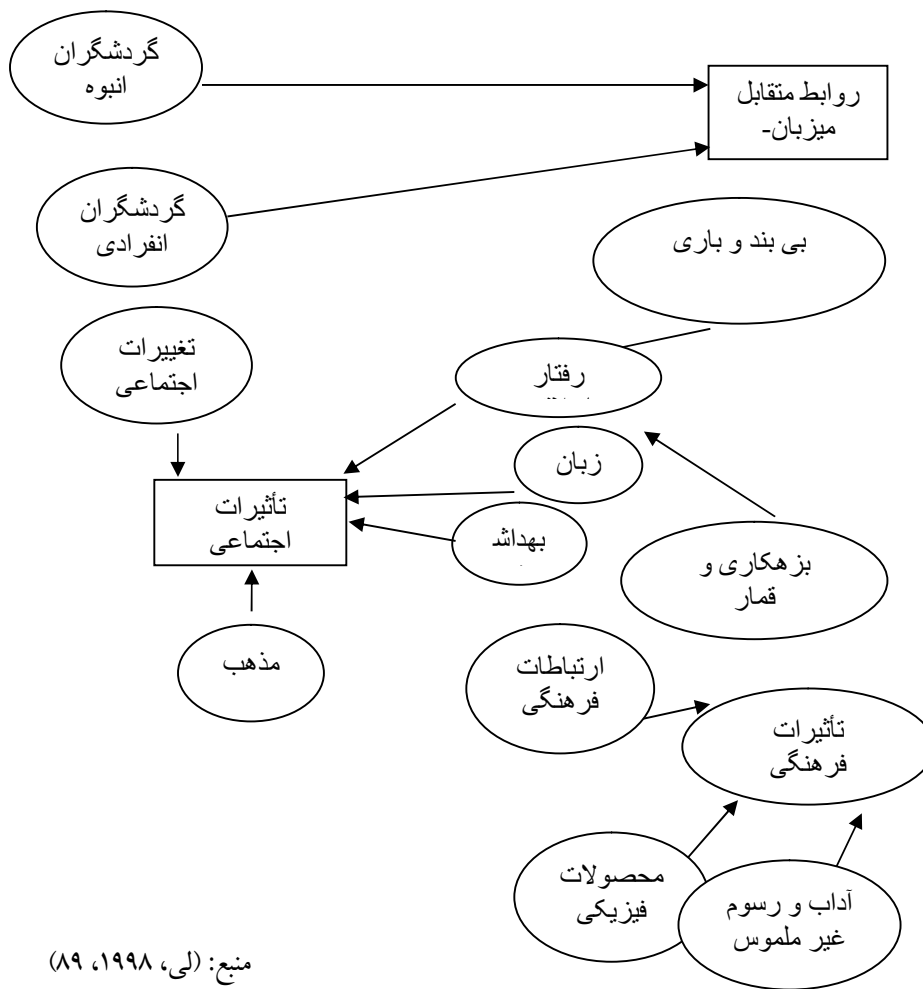 گردشگران
انبوه
روابط متقابل
میزبان-
گردشگران
انفرادی
بی بند و باری
تغییرات
اجتماعی
رفتار
زبان
تأثیرات
اجتماعی
بهداش
بزهکاری و
قمار
مذهب
ارتباطات
فرهنگی
تأثیرات
فرهنگی
محصولات
فیزیکی
آداب و رسوم
غیر ملموس
منبع: (لی، ۱۹۹۸، ۸۹)